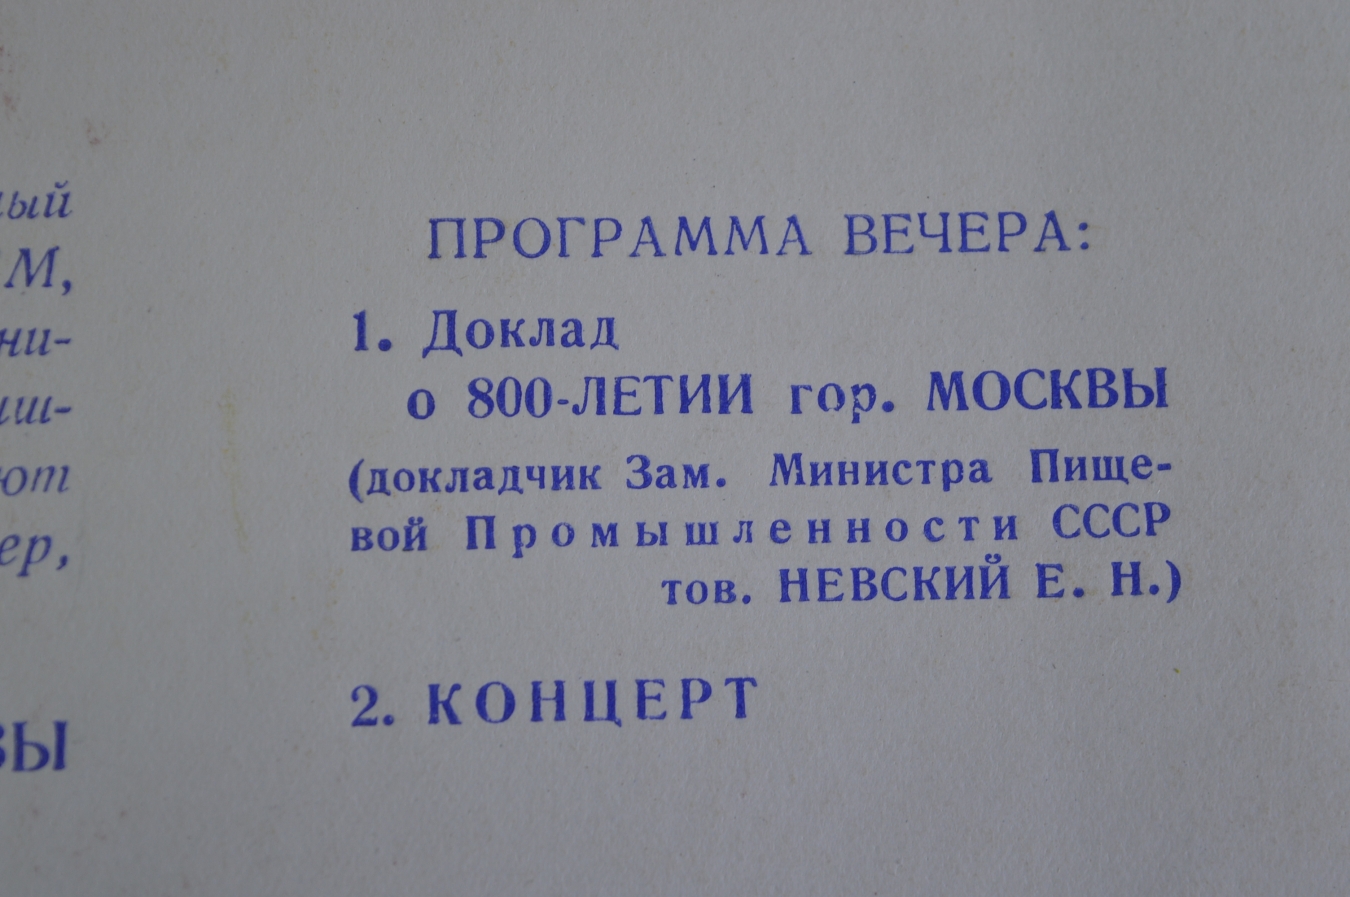 ПРОГРАММА ВЕЧЕРА:
1. Доклад
о 800-ЛЕТИИ гор. МОСКВЫ
(докладчик Зам. Министра Пище-
вой Промышленности СССР
тов. НЕВСКИЙ Е. Н.)
2. КОНЦЕРТ